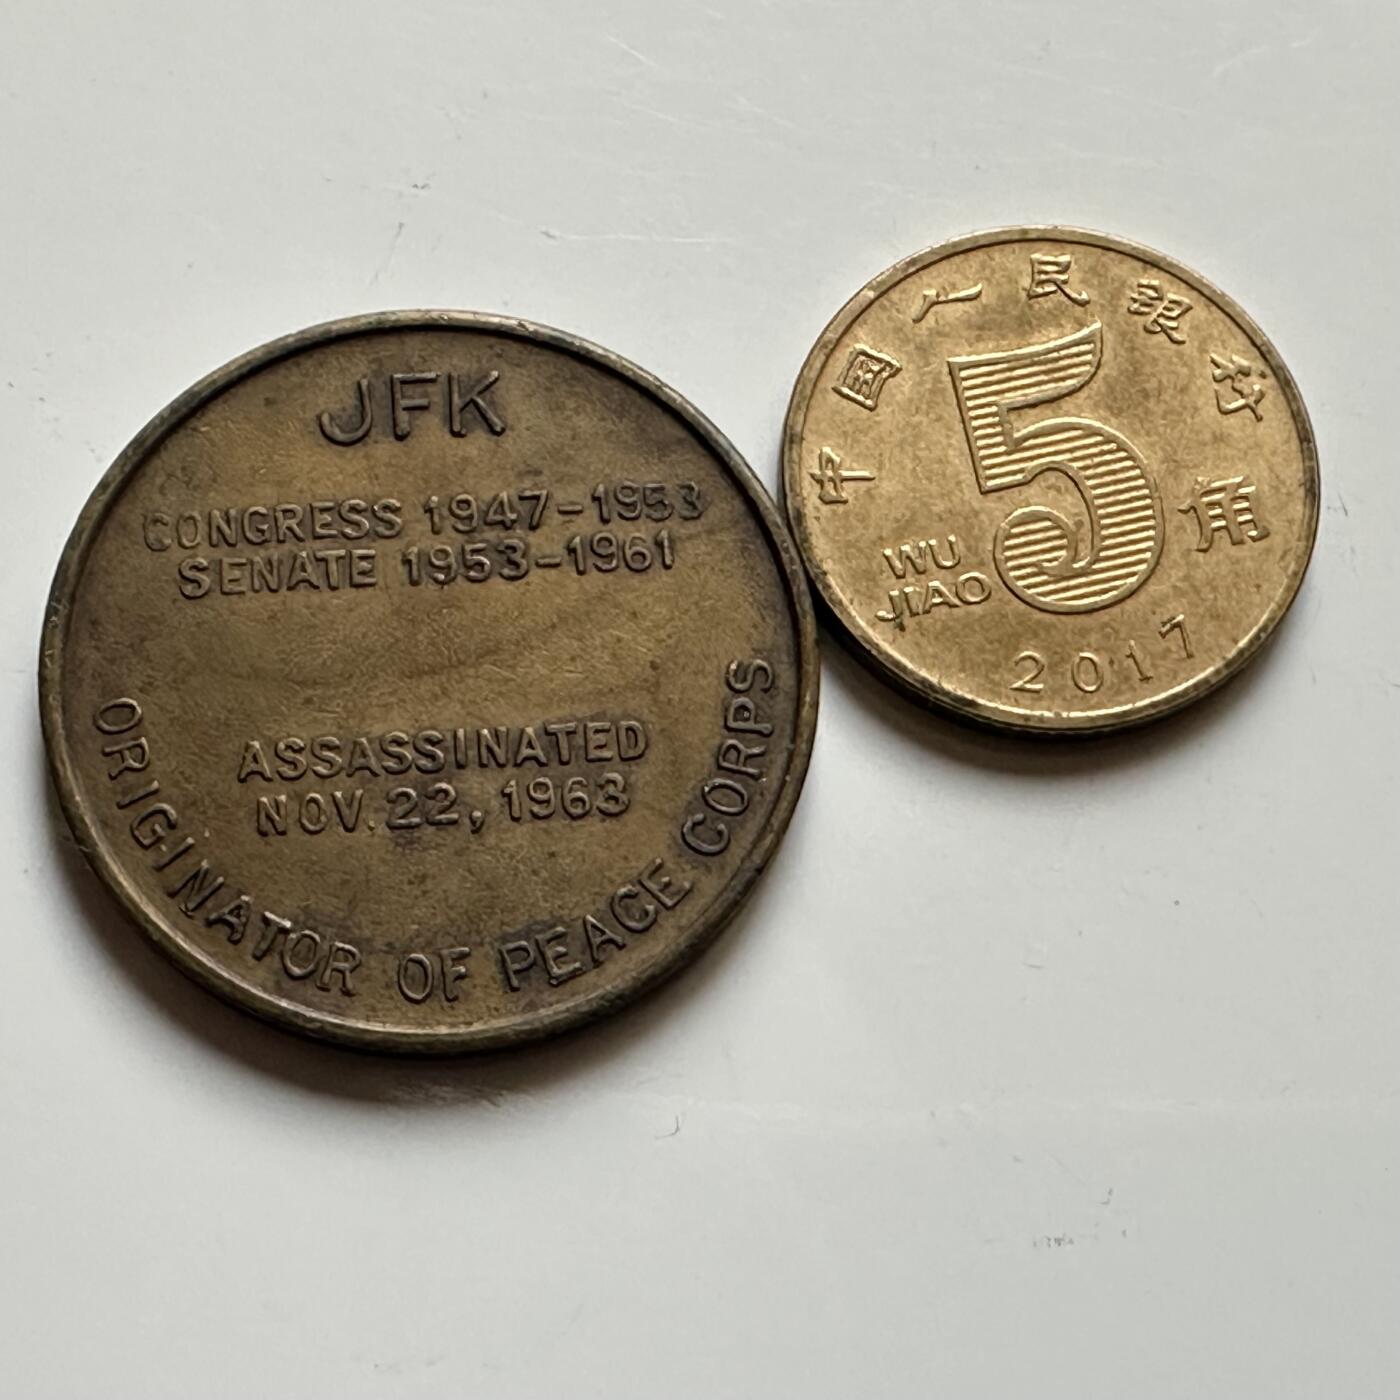 JFK
CONGRESS 1947-1953
SENATE 1953-1961
ASSASSINATED
NOV. 22, 1963
ORIGINATOR OF PEACE CORPS
中国人民银行
5
角
WU
JIAO
2017